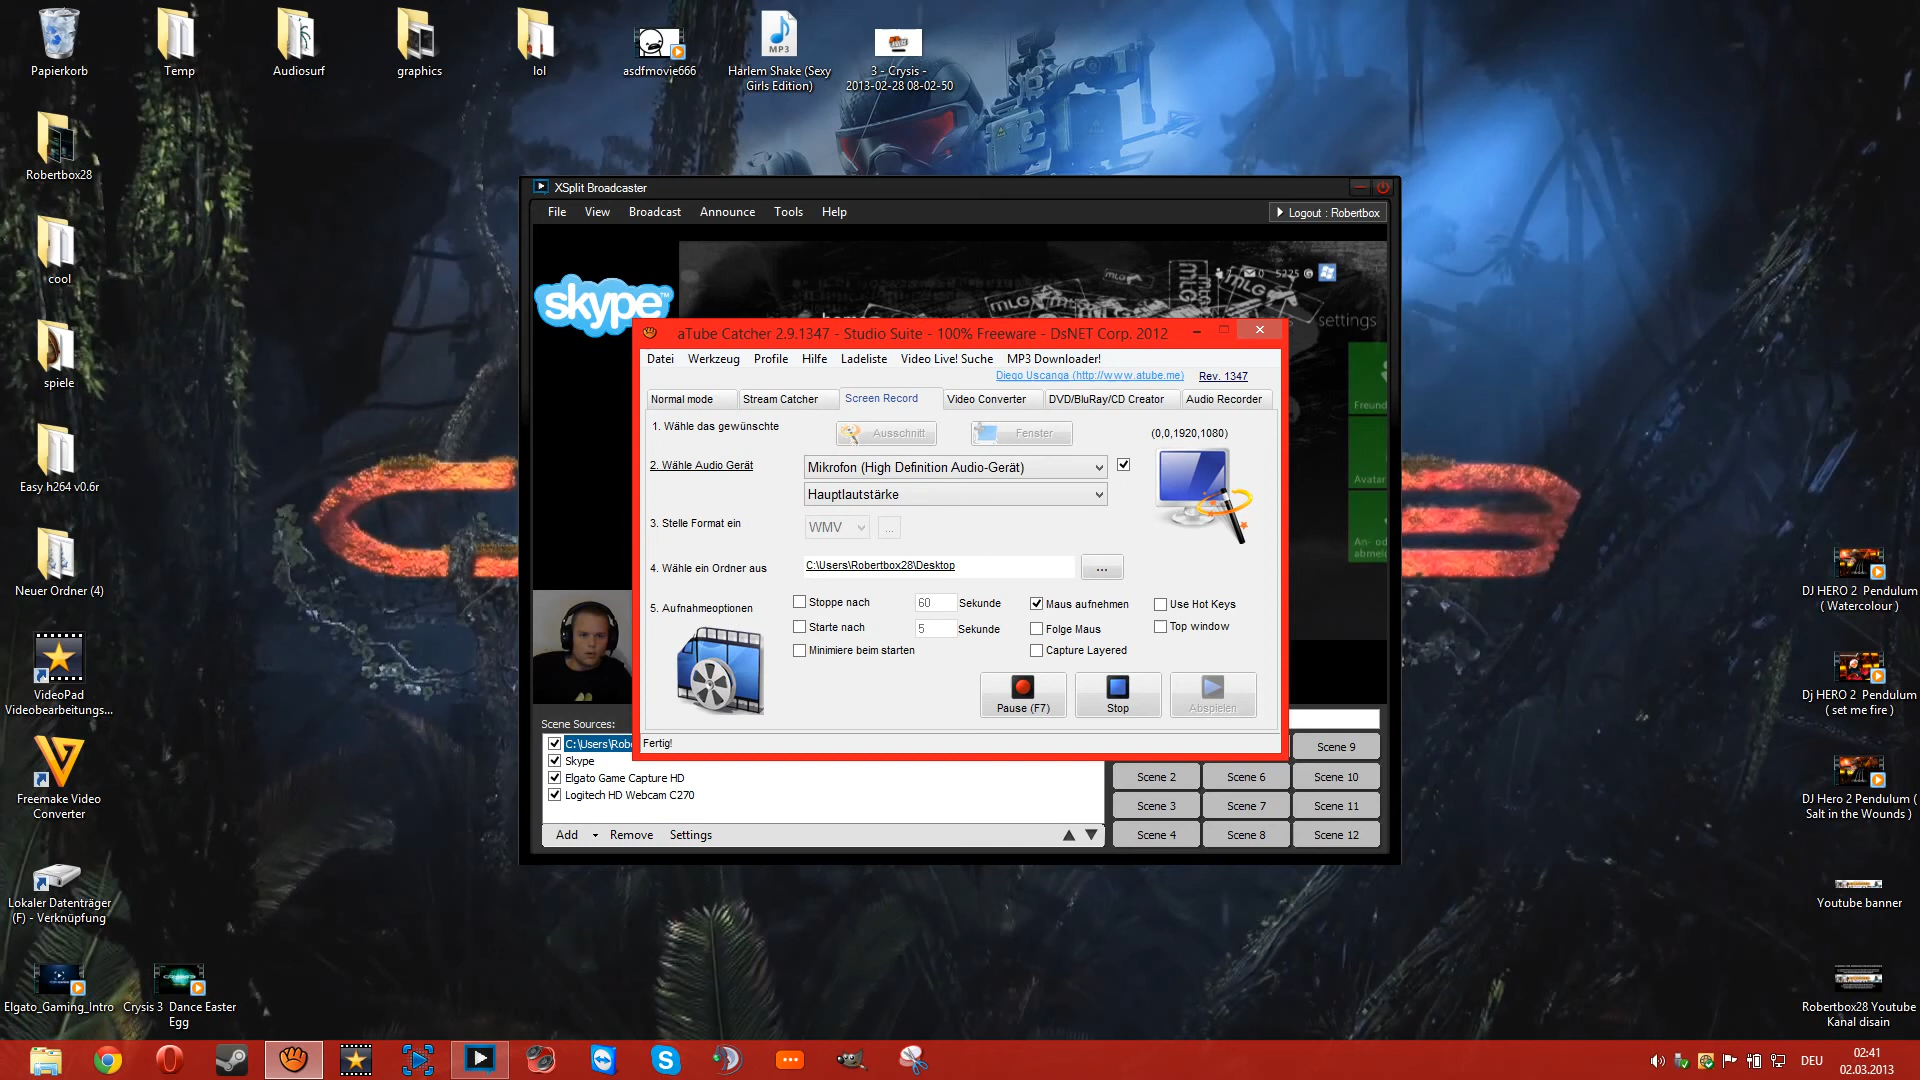 Papierkorb
Temp
Audiosurf
graphics
lol
asdfmovie666
MP3
Harlem Shake (Sexy
Girls Edition)
3 - Crysis -
2013-02-28 08-02-50
Robertbox28
cool
spiele
Easy h264 v0.6r
Neuer Ordner (4)
VideoPad
Videobearbeitungs...
Freemake Video
Converter
Lokaler Datenträger
(F) - Verknüpfung
Elgato_Gaming_Intro
Crysis 3 Dance Easter
Egg
XSplit Broadcaster
File View Broadcast Announce Tools Help
Logout : Robertbox
skype™
mLG
5225 G
settings
Freund
Avatar
An- od
abmeld
aTube Catcher 2.9.1347 - Studio Suite - 100% Freeware - DsNET Corp. 2012
Datei Werkzeug Profile Hilfe Ladeliste Video Live! Suche MP3 Downloader!
Diego Uscanga (http://www.atube.me) Rev. 1347
Normal mode Stream Catcher Screen Record Video Converter DVD/BluRay/CD Creator Audio Recorder
1. Wähle das gewünschte Ausschnitt Fenster (0,0,1920,1080)
2. Wähle Audio Gerät Mikrofon (High Definition Audio-Gerät)
Hauptlautstärke
3. Stelle Format ein WMV ...
4. Wähle ein Ordner aus C:\Users\Robertbox28\Desktop ...
5. Aufnahmeoptionen
Stoppe nach 60 Sekunde Maus aufnehmen Use Hot Keys
Starte nach 5 Sekunde Folge Maus Top window
Minimiere beim starten Capture Layered
Pause (F7) Stop Abspielen
Fertig!
Scene Sources:
C:\Users\Rob
Skype
Elgato Game Capture HD
Logitech HD Webcam C270
Add Remove Settings
Scene 9
Scene 2 Scene 6 Scene 10
Scene 3 Scene 7 Scene 11
Scene 4 Scene 8 Scene 12
DJ HERO 2 Pendulum
( Watercolour )
Dj HERO 2 Pendulum
( set me fire )
DJ Hero 2 Pendulum (
Salt in the Wounds )
Youtube banner
Robertbox28 Youtube
Kanal disain
DEU
02:41
02.03.2013